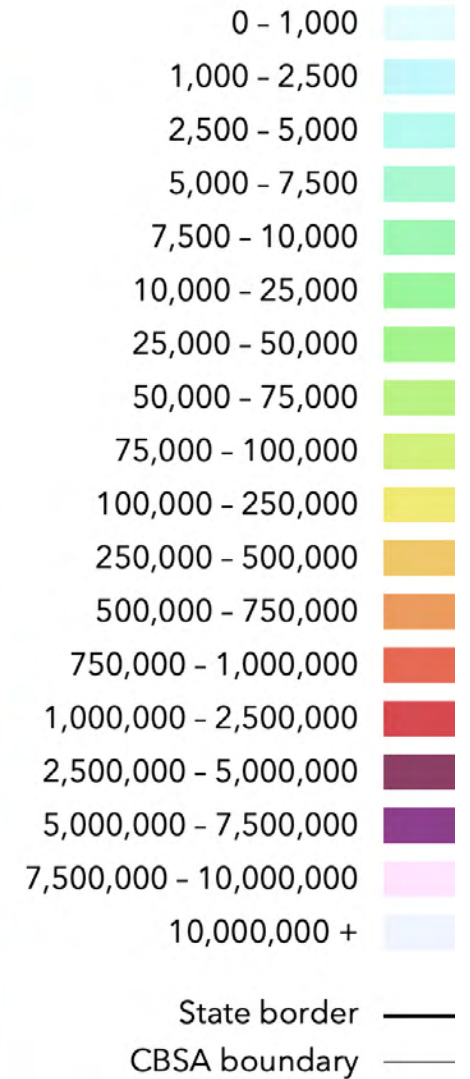 0 – 1,000
1,000 – 2,500
2,500 – 5,000
5,000 – 7,500
7,500 – 10,000
10,000 – 25,000
25,000 – 50,000
50,000 – 75,000
75,000 – 100,000
100,000 – 250,000
250,000 – 500,000
500,000 – 750,000
750,000 – 1,000,000
1,000,000 – 2,500,000
2,500,000 – 5,000,000
5,000,000 – 7,500,000
7,500,000 – 10,000,000
10,000,000 +
State border
CBSA boundary